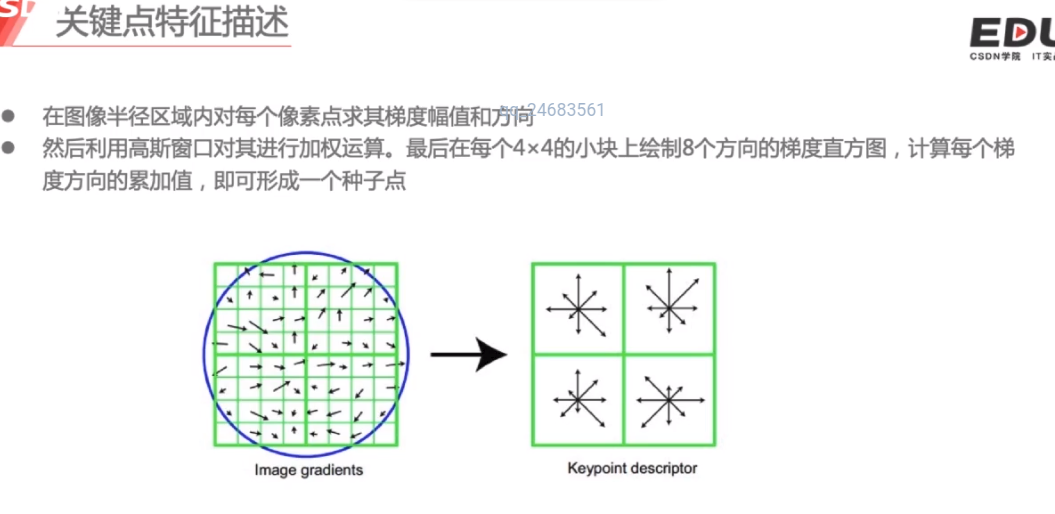 关键点特征描述
EDU
CSDN学院 IT实
在图像半径区域内对每个像素点求其梯度幅值和方向
24683561
然后利用高斯窗口对其进行加权运算。最后在每个4×4的小块上绘制8个方向的梯度直方图，计算每个梯
度方向的累加值，即可形成一个种子点
Image gradients
Keypoint descriptor